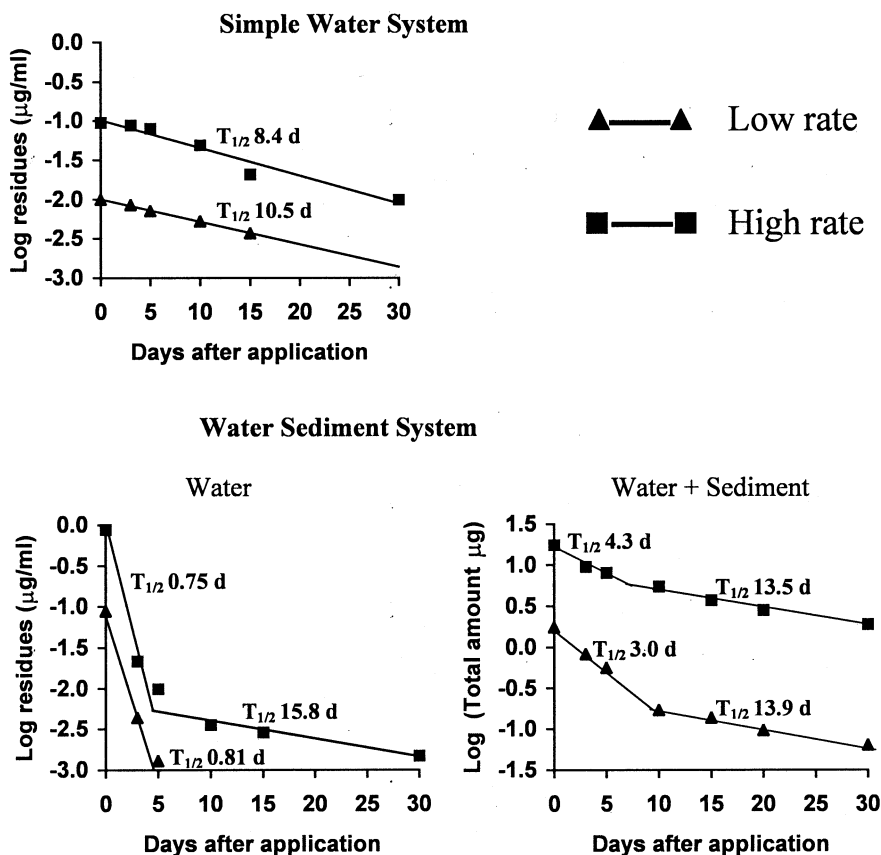 Simple Water System
Log residues (μg/ml)
0.0
-0.5
-1.0
-1.5
-2.0
-2.5
-3.0
T1/2 8.4 d
T1/2 10.5 d
0 5 10 15 20 25 30
Days after application
Low rate
High rate
Water Sediment System
Water
Log residues (μg/ml)
0.0
-0.5
-1.0
-1.5
-2.0
-2.5
-3.0
T1/2 0.75 d
T1/2 15.8 d
T1/2 0.81 d
0 5 10 15 20 25 30
Days after application
Water + Sediment
Log (Total amount μg)
1.5
1.0
0.5
0.0
-0.5
-1.0
-1.5
T1/2 4.3 d
T1/2 13.5 d
T1/2 3.0 d
T1/2 13.9 d
0 5 10 15 20 25 30
Days after application